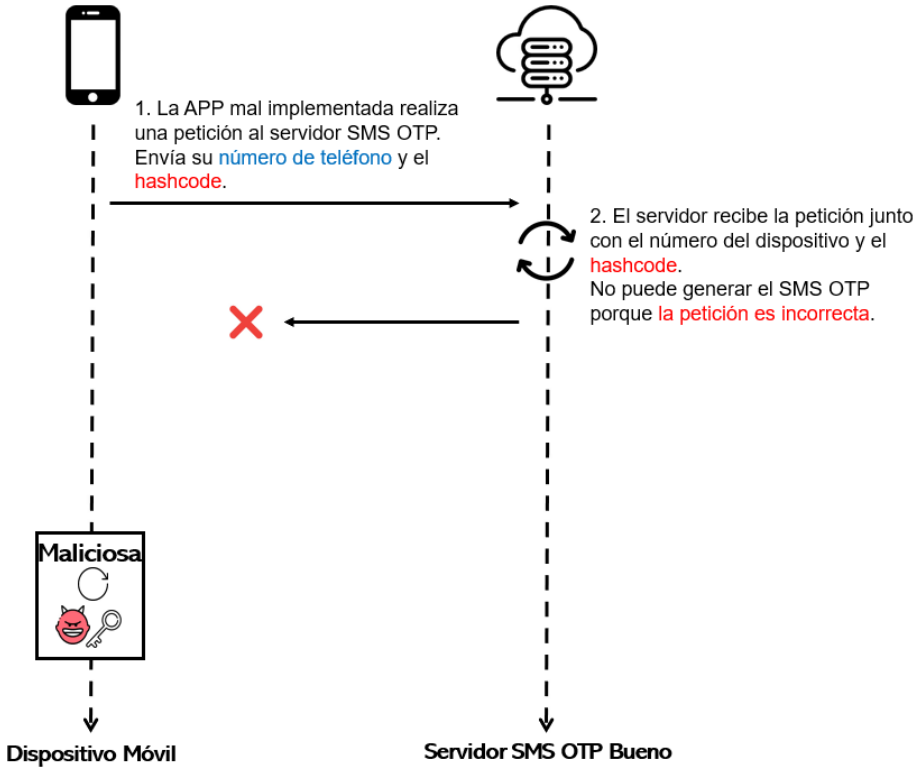 1. La APP mal implementada realiza
una petición al servidor SMS OTP.
Envía su número de teléfono y el
hashcode.
2. El servidor recibe la petición junto
con el número del dispositivo y el
hashcode.
No puede generar el SMS OTP
porque la petición es incorrecta.
Maliciosa
Dispositivo Móvil
Servidor SMS OTP Bueno